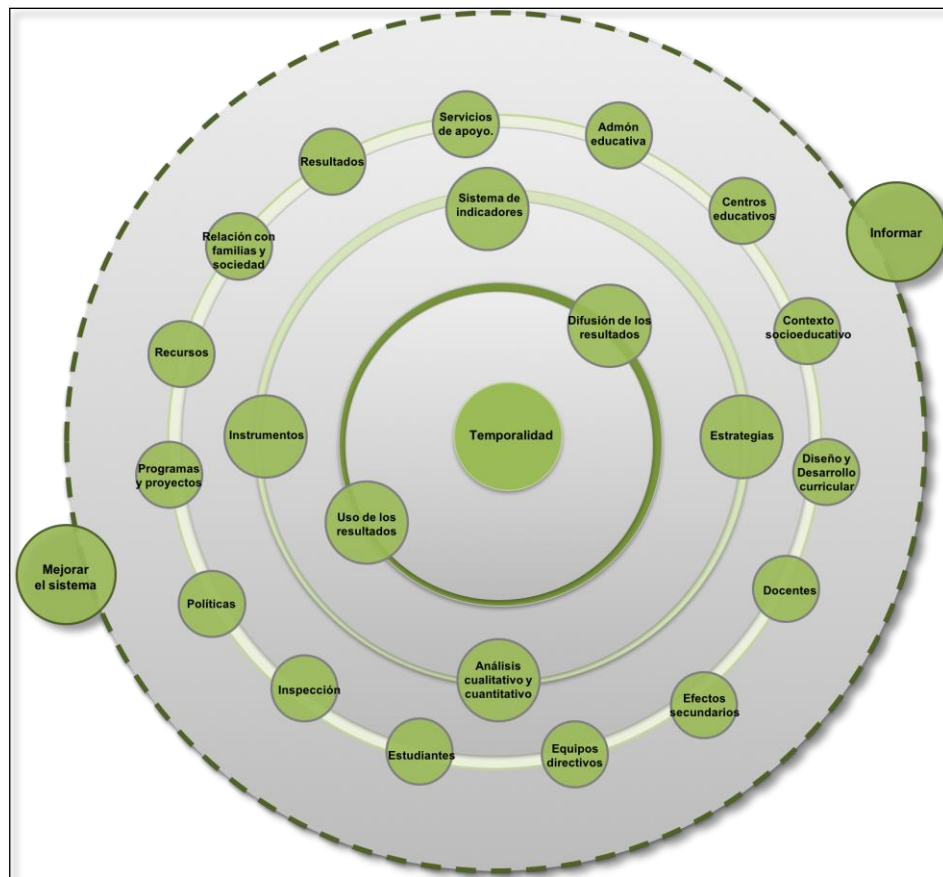 Servicios
de apoyo.
Admón
educativa
Resultados
Sistema de
indicadores
Centros
educativos
Informar
Relación con
familias y
sociedad
Difusión de los
resultados
Contexto
socioeducativo
Recursos
Instrumentos
Temporalidad
Estrategias
Programas
y proyectos
Diseño y
Desarrollo
curricular
Uso de los
resultados
Mejorar
el sistema
Políticas
Docentes
Análisis
cualitativo y
cuantitativo
Inspección
Efectos
secundarios
Estudiantes
Equipos
directivos